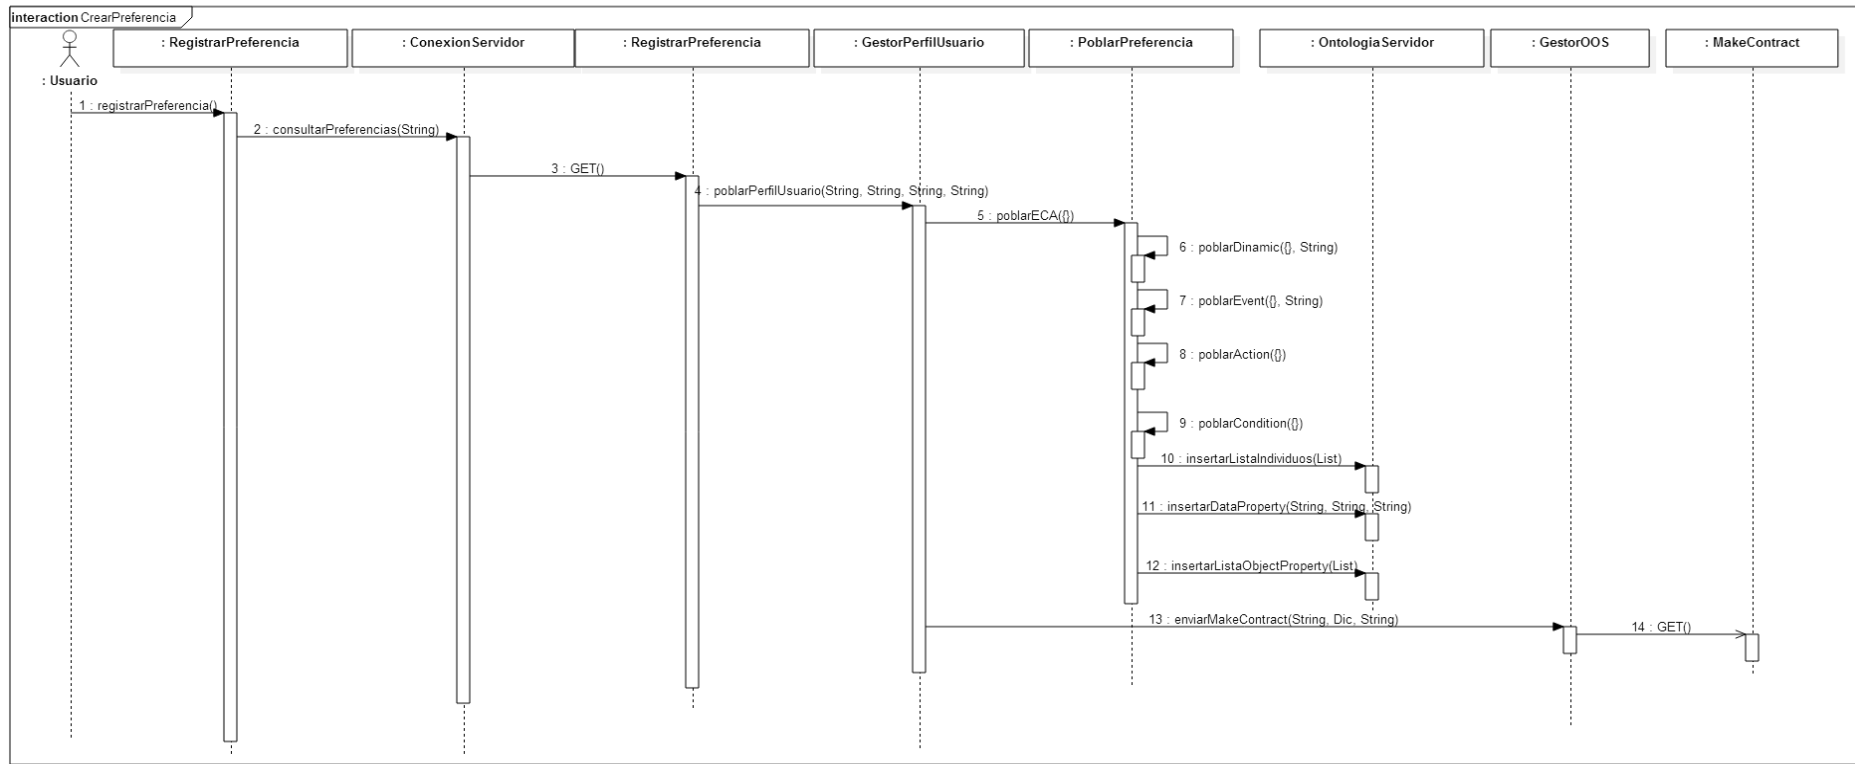 interaction CrearPreferencia
: Usuario
: RegistrarPreferencia
: ConexionServidor
: RegistrarPreferencia
: GestorPerfilUsuario
: PoblarPreferencia
: OntologiaServidor
: GestorOOS
: MakeContract
1 : registrarPreferencia()
2 : consultarPreferencias(String)
3 : GET()
4 : poblarPerfilUsuario(String, String, String, String)
5 : poblarECA({})
6 : poblarDinamic({}, String)
7 : poblarEvent({}, String)
8 : poblarAction({})
9 : poblarCondition({})
10 : insertarListaIndividuos(List)
11 : insertarDataProperty(String, String, String)
12 : insertarListaObjectProperty(List)
13 : enviarMakeContract(String, Dic, String)
14 : GET()